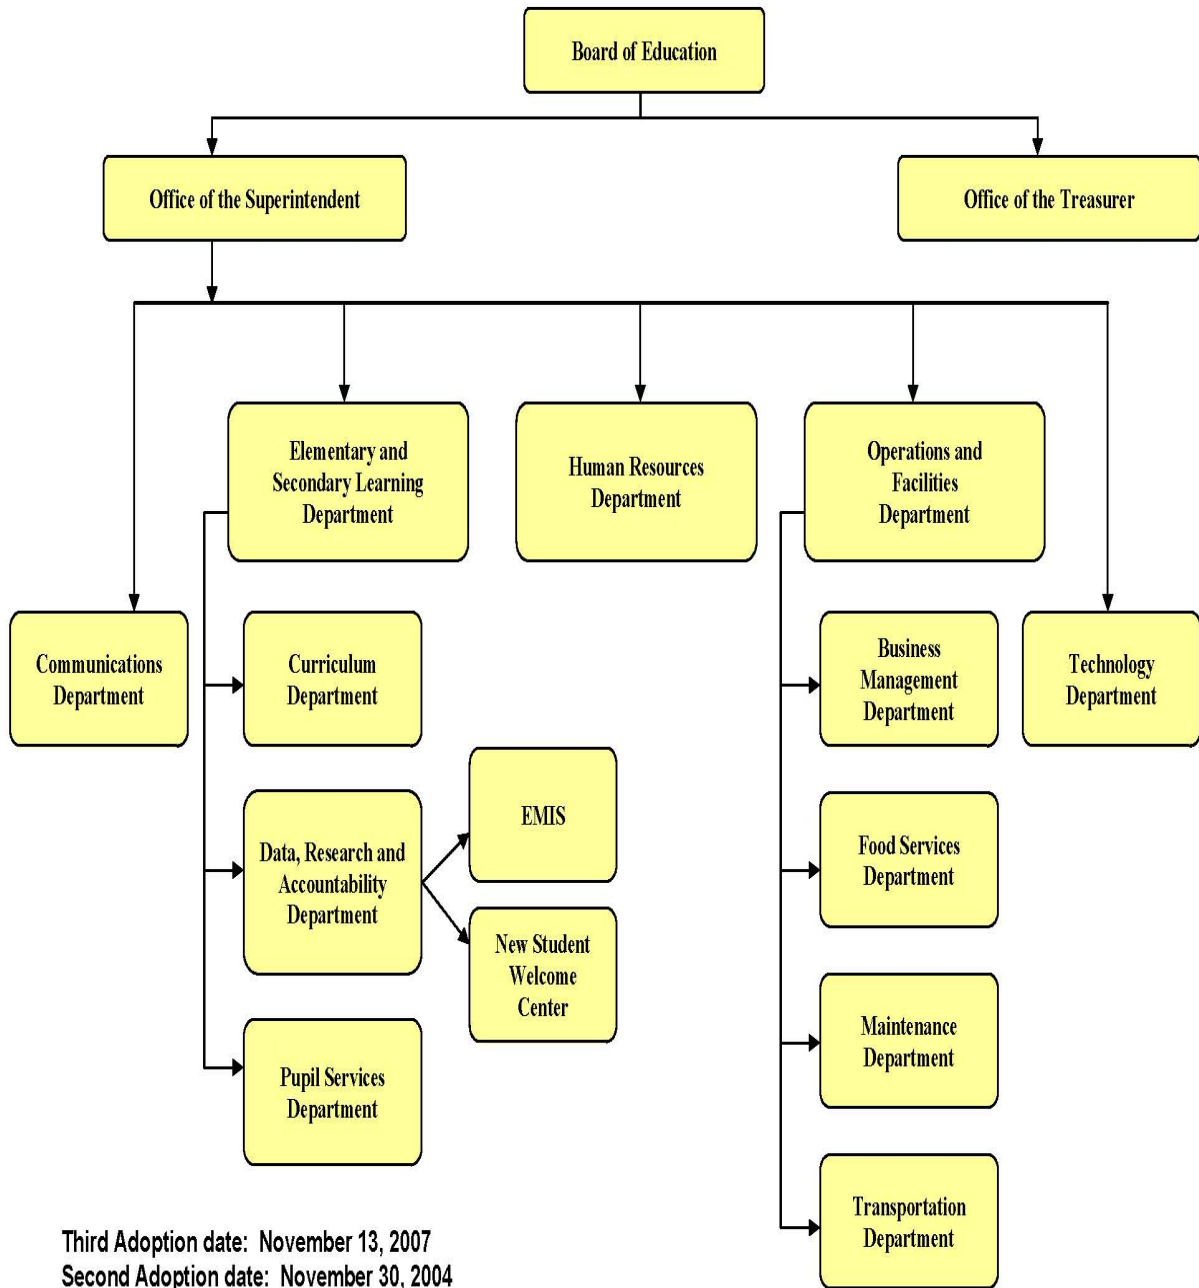 Board of Education
Office of the Superintendent
Office of the Treasurer
Elementary and
Secondary Learning
Department
Human Resources
Department
Operations and
Facilities
Department
Communications
Department
Curriculum
Department
Business
Management
Department
Technology
Department
EMIS
Data, Research and
Accountability
Department
Food Services
Department
New Student
Welcome
Center
Maintenance
Department
Pupil Services
Department
Transportation
Department
Third Adoption date: November 13, 2007
Second Adoption date: November 30, 2004